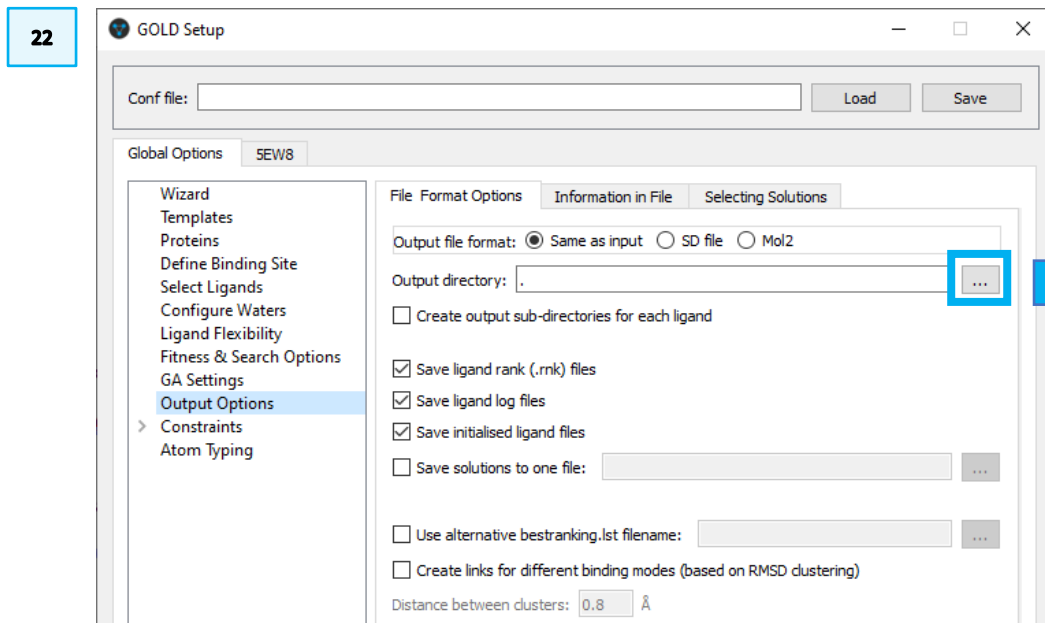 22
GOLD Setup
Conf file:
Load
Save
Global Options
5EW8
Wizard
Templates
Proteins
Define Binding Site
Select Ligands
Configure Waters
Ligand Flexibility
Fitness & Search Options
GA Settings
Output Options
Constraints
Atom Typing
File Format Options
Information in File
Selecting Solutions
Output file format: Same as input SD file Mol2
Output directory: . ...
Create output sub-directories for each ligand
Save ligand rank (.rnk) files
Save ligand log files
Save initialised ligand files
Save solutions to one file: ...
Use alternative bestranking.lst filename: ...
Create links for different binding modes (based on RMSD clustering)
Distance between clusters: 0.8 Å